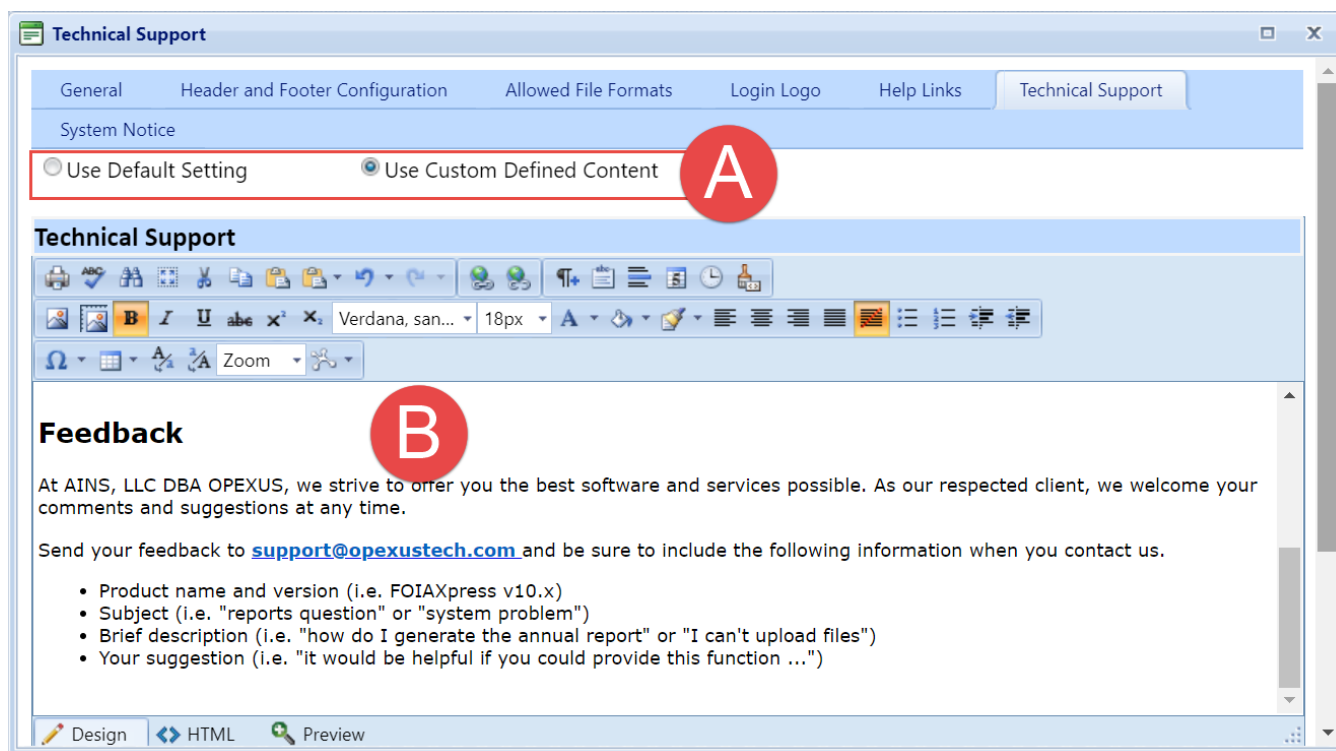 Technical Support
General Header and Footer Configuration Allowed File Formats Login Logo Help Links Technical Support
System Notice
Use Default Setting Use Custom Defined Content A
Technical Support
Verdana, san... 18px
Zoom
B
Feedback
At AINS, LLC DBA OPEXUS, we strive to offer you the best software and services possible. As our respected client, we welcome your
comments and suggestions at any time.
Send your feedback to support@opexustech.com and be sure to include the following information when you contact us.
• Product name and version (i.e. FOIAXpress v10.x)
• Subject (i.e. "reports question" or "system problem")
• Brief description (i.e. "how do I generate the annual report" or "I can't upload files")
• Your suggestion (i.e. "it would be helpful if you could provide this function ...")
Design HTML Preview